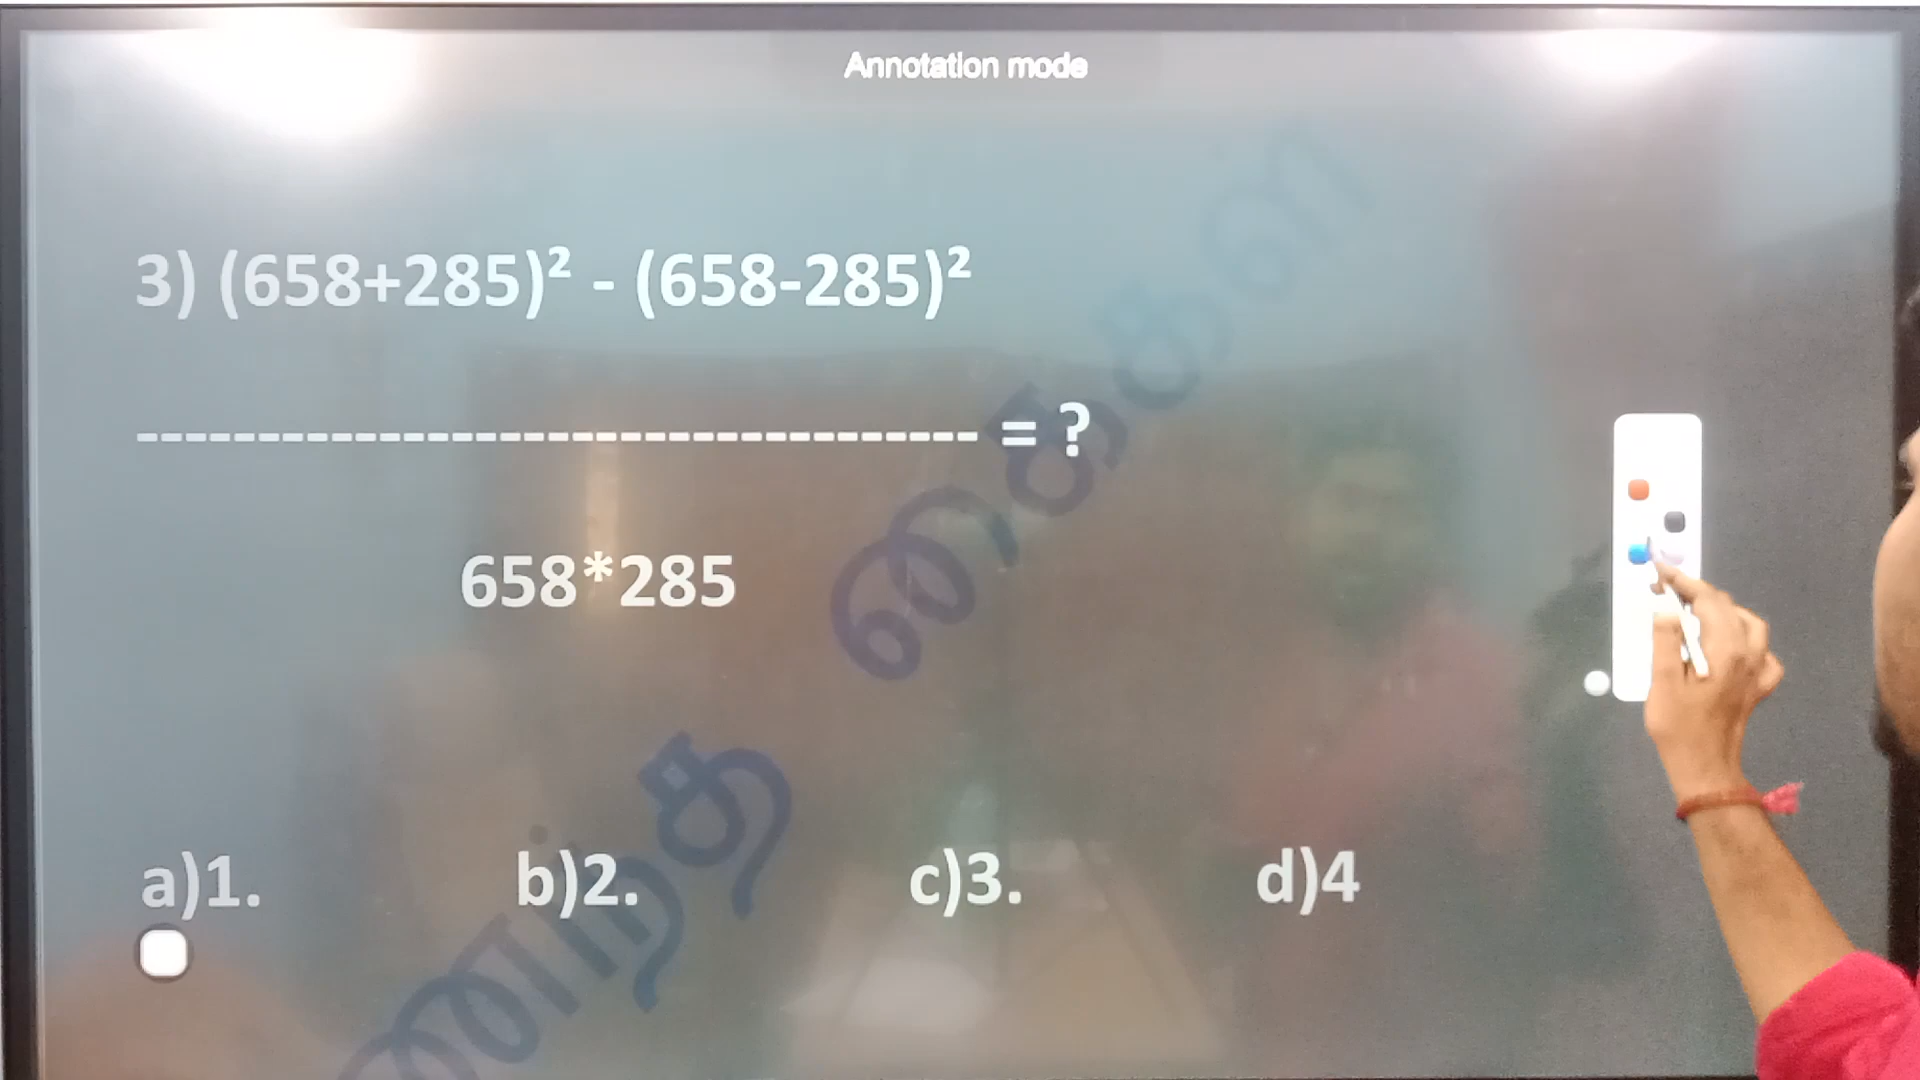 Annotation mode
3) (658+285)² - (658-285)²
----------------------------------- = ?
658*285
a)1. b)2. c)3. d)4